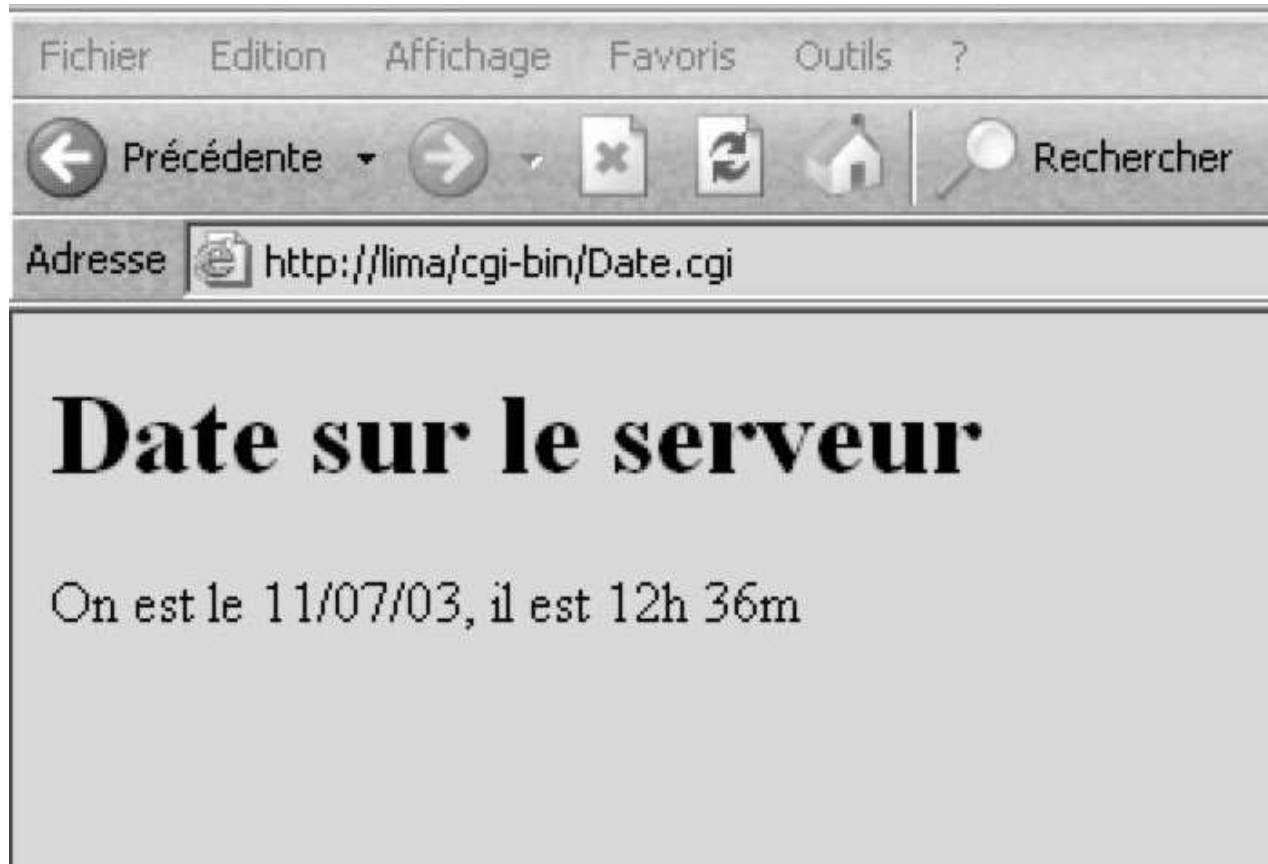 Fichier Edition Affichage Favoris Outils ?
Précédente Rechercher
Adresse http://lima/cgi-bin/Date.cgi
Date sur le serveur
On est le 11/07/03, il est 12h 36m